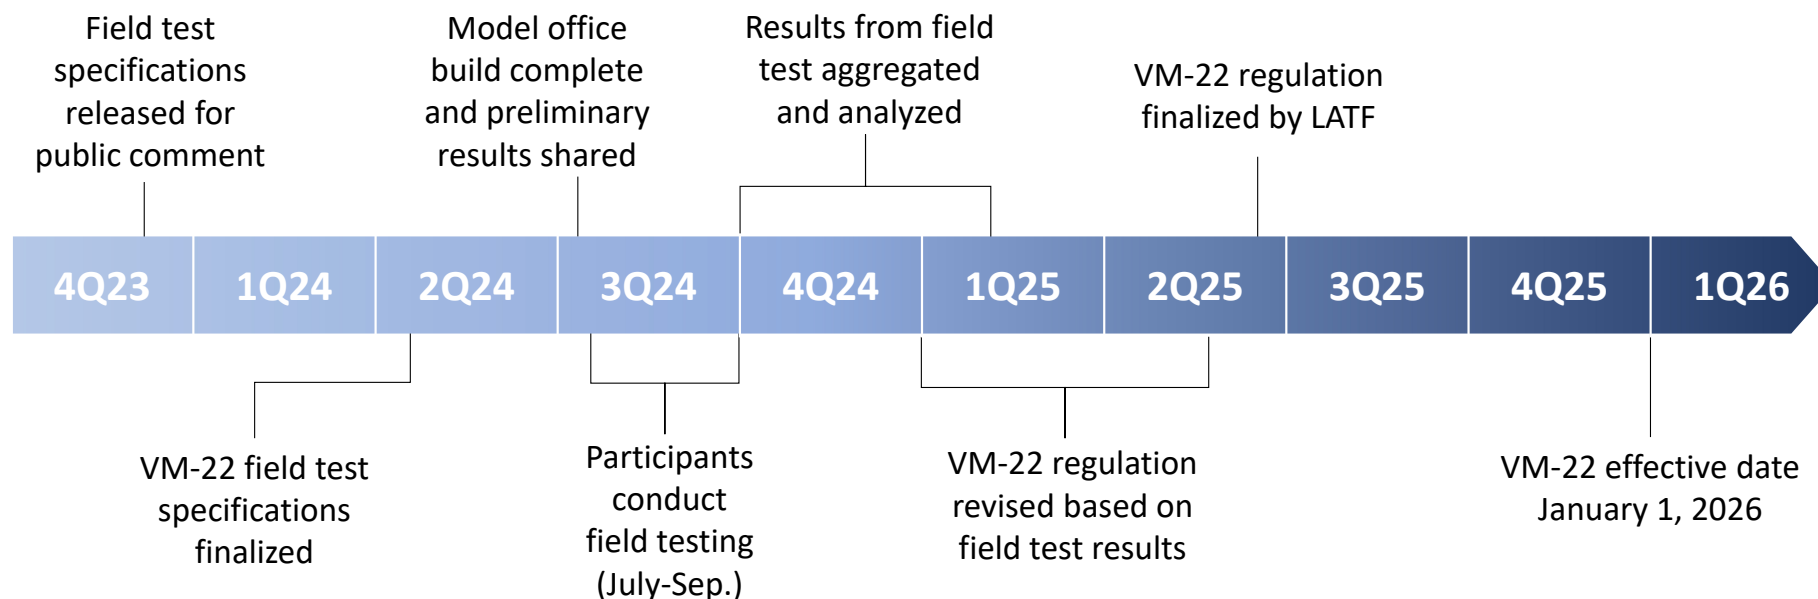 Field test
specifications
released for
public comment
Model office
build complete
and preliminary
results shared
Results from field
test aggregated
and analyzed
VM-22 regulation
finalized by LATF
4Q23
1Q24
2Q24
3Q24
4Q24
1Q25
2Q25
3Q25
4Q25
1Q26
VM-22 field test
specifications
finalized
Participants
conduct
field testing
(July-Sep.)
VM-22 regulation
revised based on
field test results
VM-22 effective date
January 1, 2026